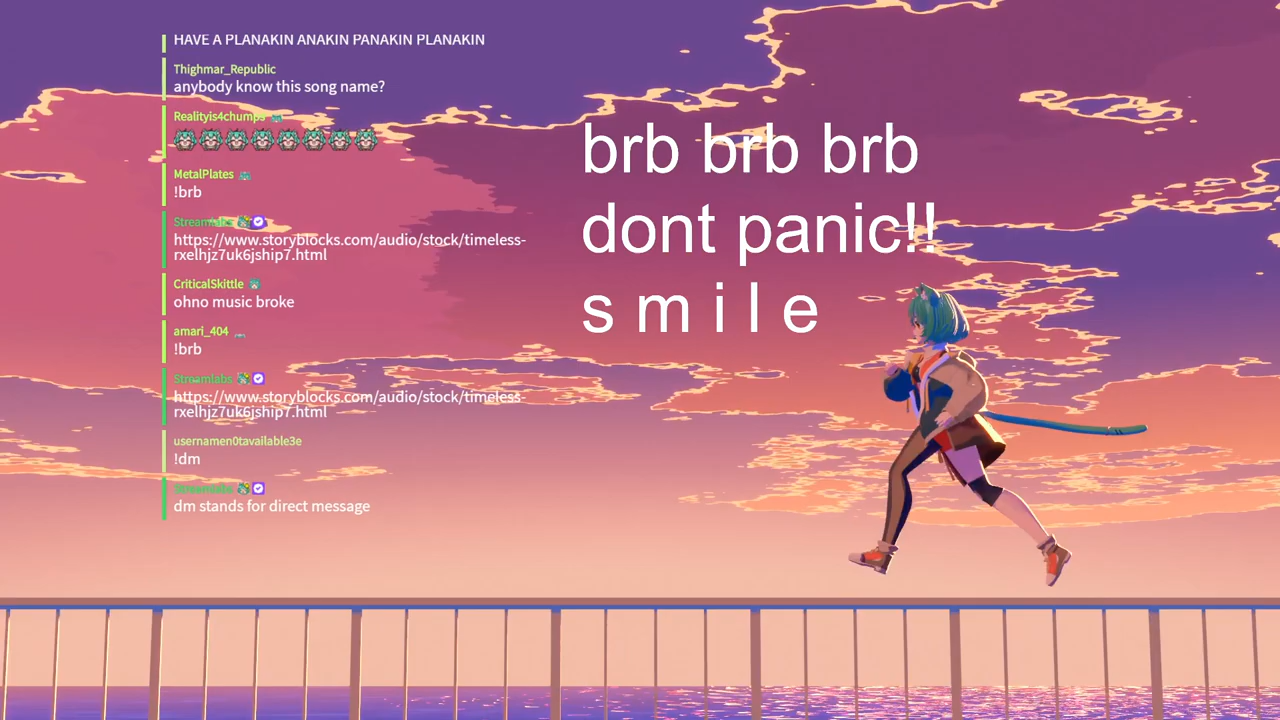 HAVE A PLANAKIN ANAKIN PANAKIN PLANAKIN
Thighmar_Republic
anybody know this song name?
Realityis4chumps
MetalPlates
!brb
Streamlabs
https://www.storyblocks.com/audio/stock/timeless-
rxelhjz7uk6jship7.html
CriticalSkittle
ohno music broke
amari_404
!brb
Streamlabs
https://www.storyblocks.com/audio/stock/timeless-
rxelhjz7uk6jship7.html
usernamen0tavailable3e
!dm
Streamlabs
dm stands for direct message
brb brb brb
dont panic!!
s m i l e